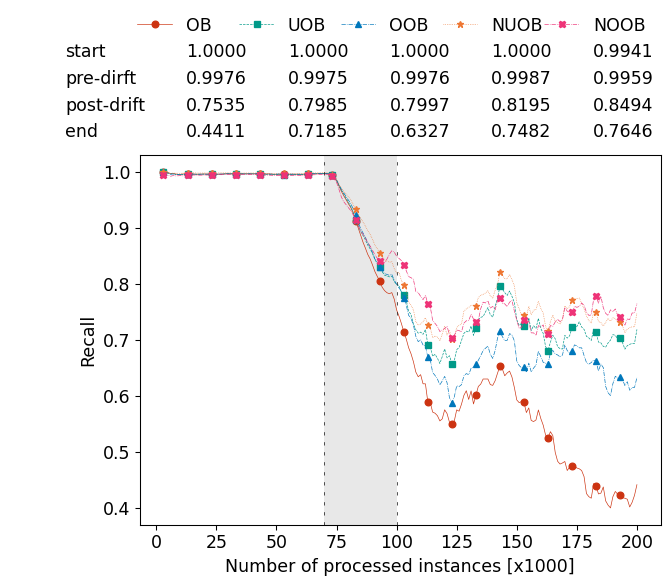 OB UOB OOB NUOB NOOB
start 1.0000 1.0000 1.0000 1.0000 0.9941
pre-dirft 0.9976 0.9975 0.9976 0.9987 0.9959
post-drift 0.7535 0.7985 0.7997 0.8195 0.8494
end 0.4411 0.7185 0.6327 0.7482 0.7646
1.0
0.9
0.8
0.7
0.6
0.5
0.4
Recall
0 25 50 75 100 125 150 175 200
Number of processed instances [x1000]